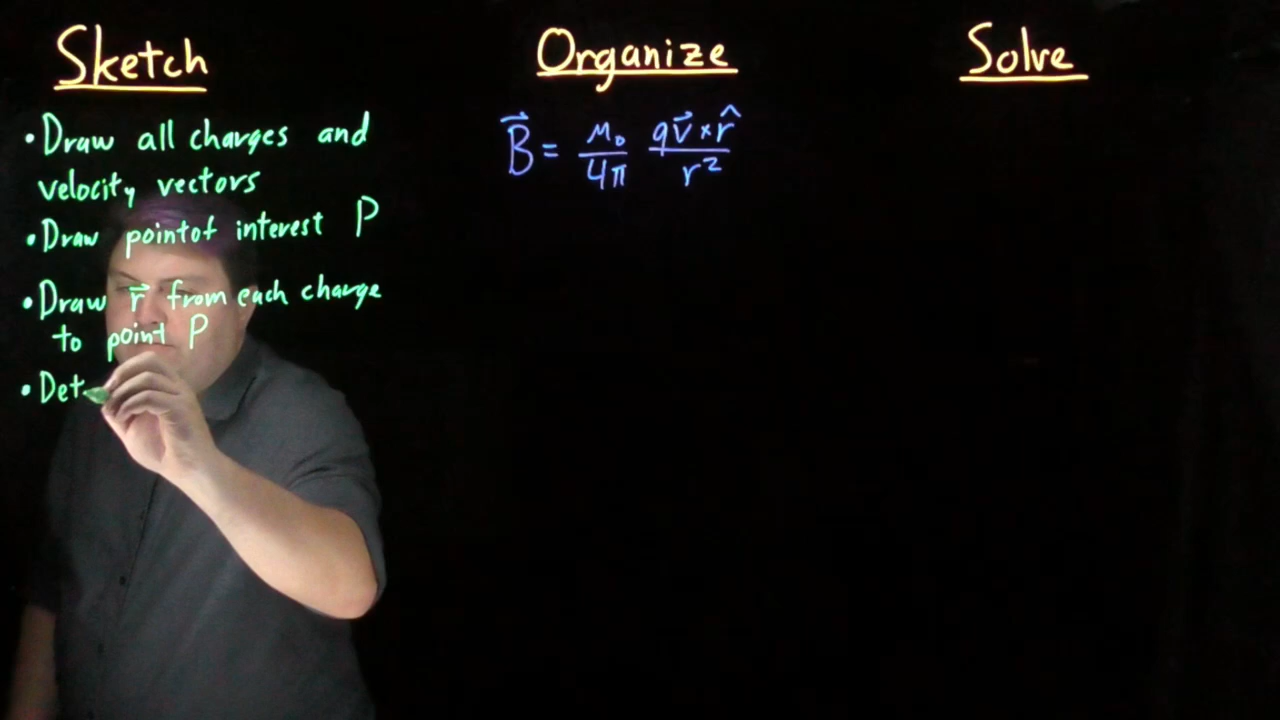 Sketch
• Draw all charges and
velocity vectors
• Draw point of interest P
• Draw r⃗ from each charge
to point P
• Det
Organize
B⃗ = μ₀/4π qv⃗ × r̂/r²
Solve